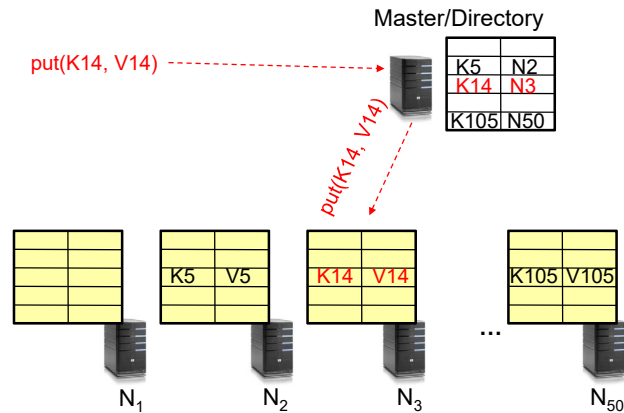 Master/Directory
put(K14, V14)
K5 N2
K14 N3
K105 N50
put(K14, V14)
K5 V5
K14 V14
K105 V105
...
N1
N2
N3
N50